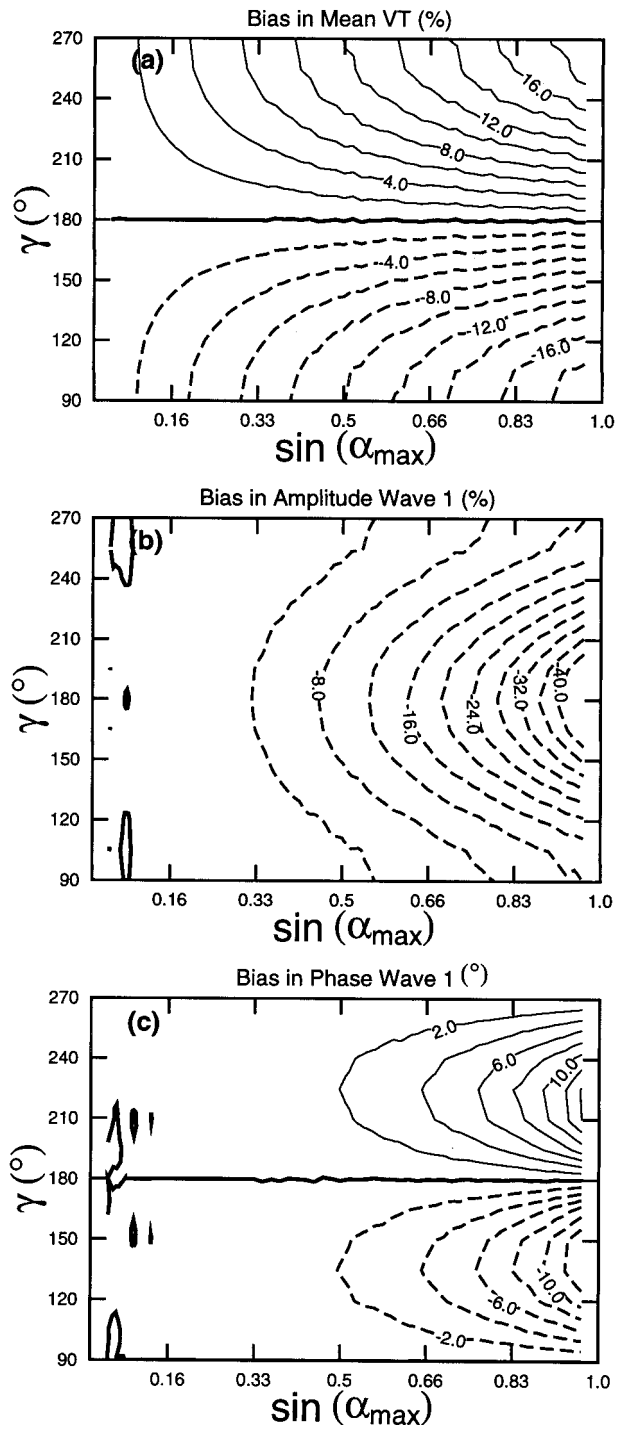 Bias in Mean VT (%)
(a)
270
240
210
180
150
120
90
γ (°)
16.0
12.0
8.0
4.0
-4.0
-8.0
-12.0
-16.0
0.16 0.33 0.5 0.66 0.83 1.0
sin (αmax)
Bias in Amplitude Wave 1 (%)
(b)
270
240
210
180
150
120
90
γ (°)
-8.0
-16.0
-24.0
-32.0
-40.0
0.16 0.33 0.5 0.66 0.83 1.0
sin (αmax)
Bias in Phase Wave 1 (°)
(c)
270
240
210
180
150
120
90
γ (°)
2.0
6.0
10.0
-10.0
-6.0
-2.0
0.16 0.33 0.5 0.66 0.83 1.0
sin (αmax)